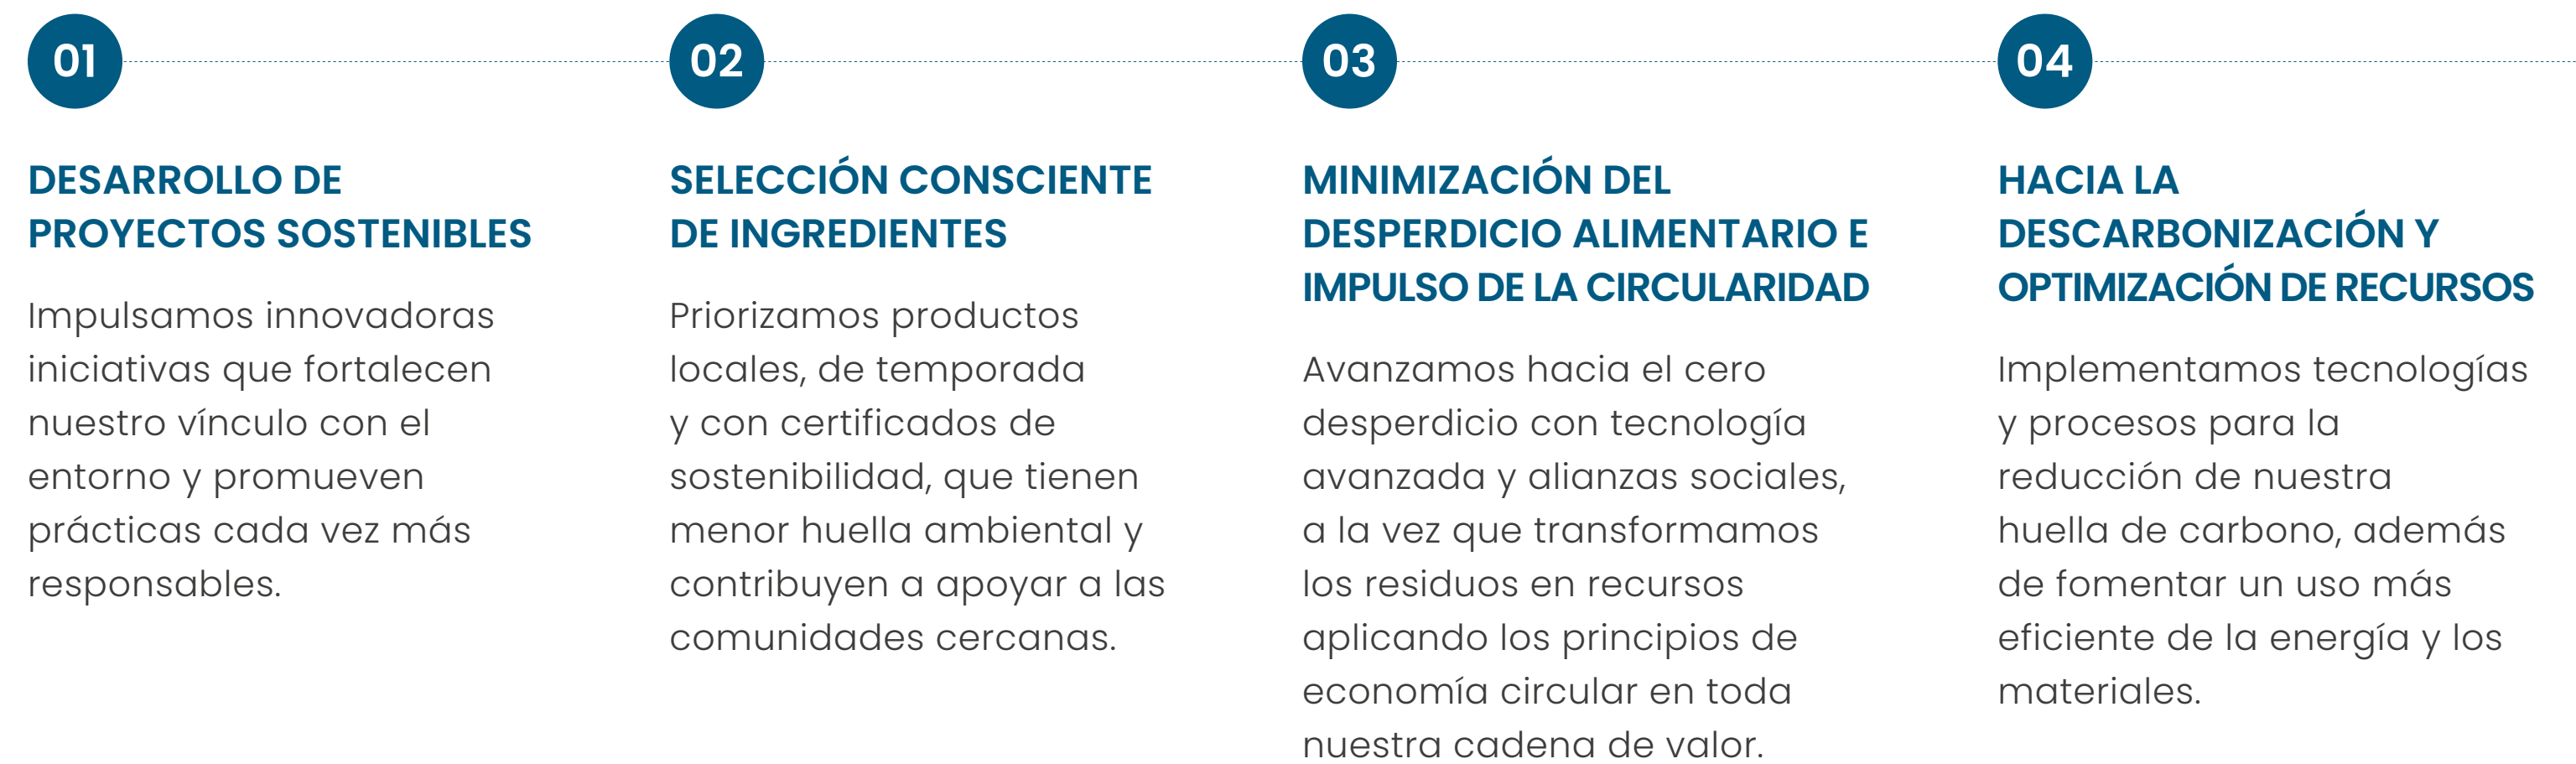 01
DESARROLLO DE
PROYECTOS SOSTENIBLES
Impulsamos innovadoras
iniciativas que fortalecen
nuestro vínculo con el
entorno y promueven
prácticas cada vez más
responsables.
02
SELECCIÓN CONSCIENTE
DE INGREDIENTES
Priorizamos productos
locales, de temporada
y con certificados de
sostenibilidad, que tienen
menor huella ambiental y
contribuyen a apoyar a las
comunidades cercanas.
03
MINIMIZACIÓN DEL
DESPERDICIO ALIMENTARIO E
IMPULSO DE LA CIRCULARIDAD
Avanzamos hacia el cero
desperdicio con tecnología
avanzada y alianzas sociales,
a la vez que transformamos
los residuos en recursos
aplicando los principios de
economía circular en toda
nuestra cadena de valor.
04
HACIA LA
DESCARBONIZACIÓN Y
OPTIMIZACIÓN DE RECURSOS
Implementamos tecnologías
y procesos para la
reducción de nuestra
huella de carbono, además
de fomentar un uso más
eficiente de la energía y los
materiales.